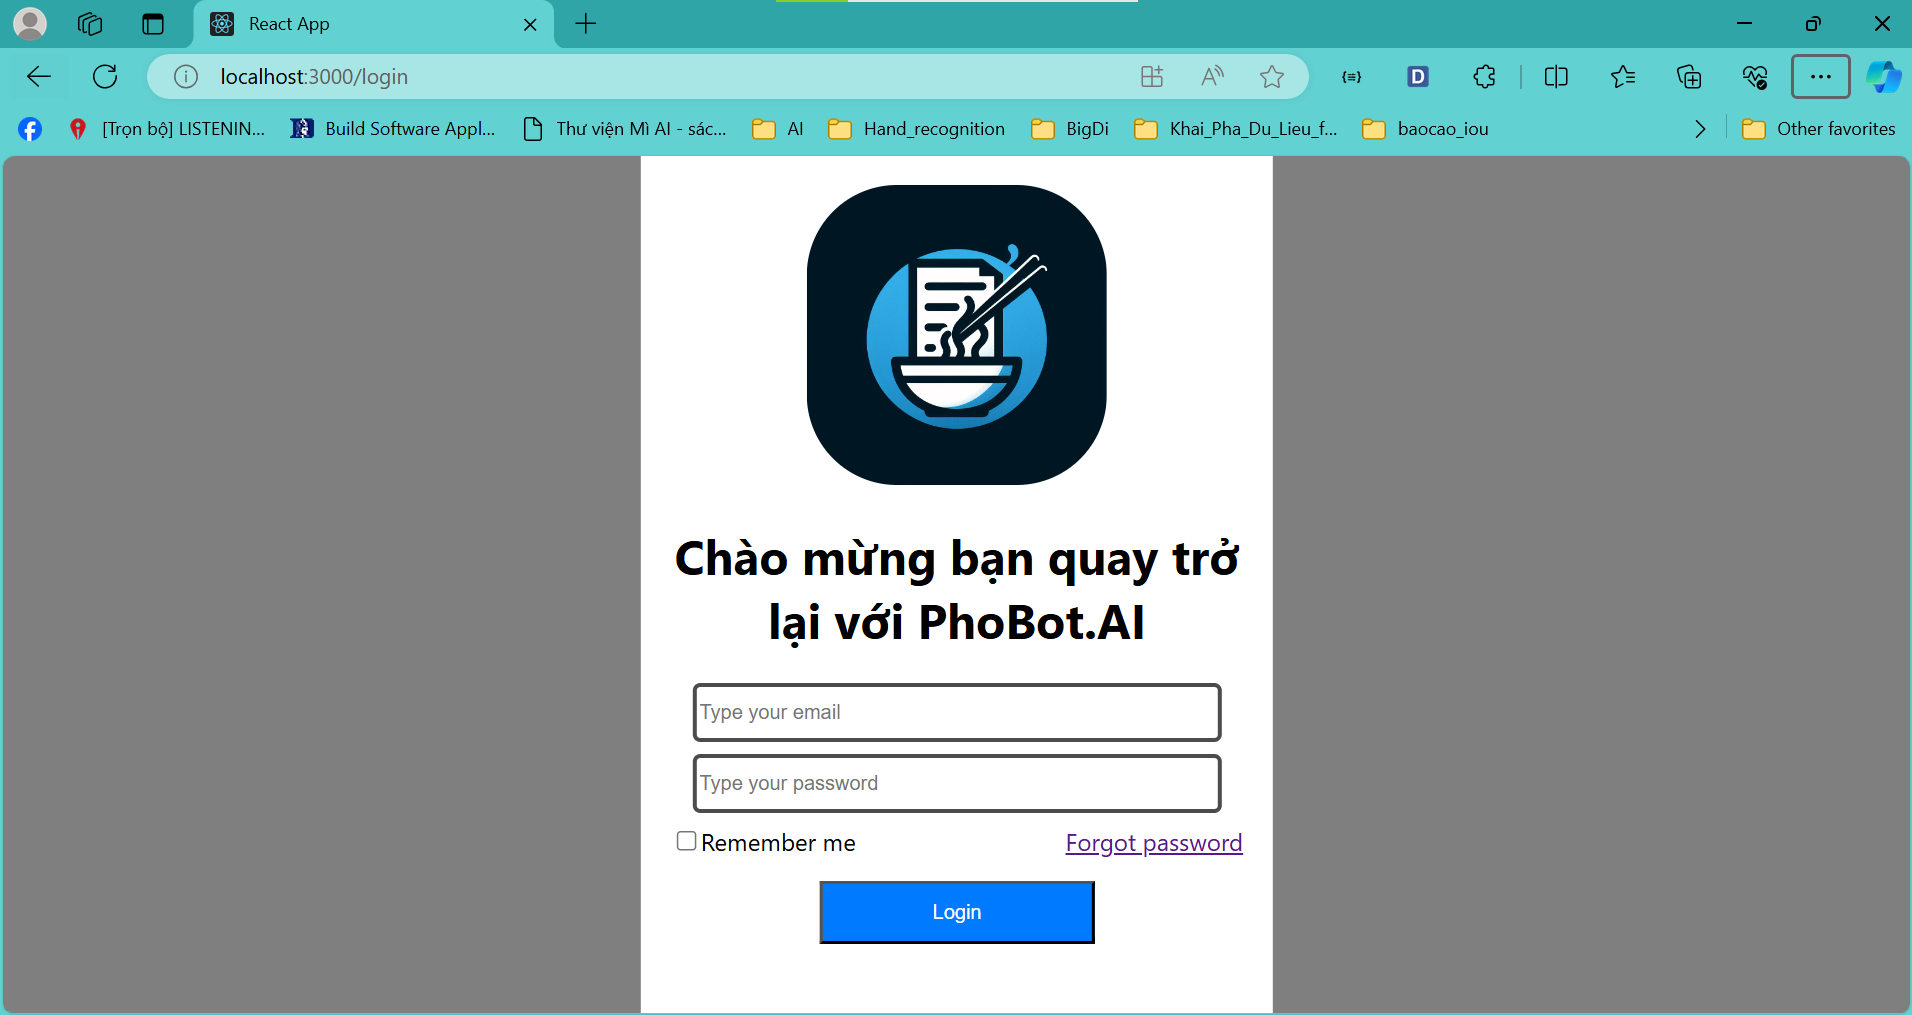 React App
localhost:3000/login
[Trọn bộ] LISTENIN... Build Software Appl... Thư viện Mì AI - sác... AI Hand_recognition BigDi Khai_Pha_Du_Lieu_f... baocao_iou Other favorites
Chào mừng bạn quay trở
lại với PhoBot.AI
Type your email
Type your password
Remember me Forgot password
Login